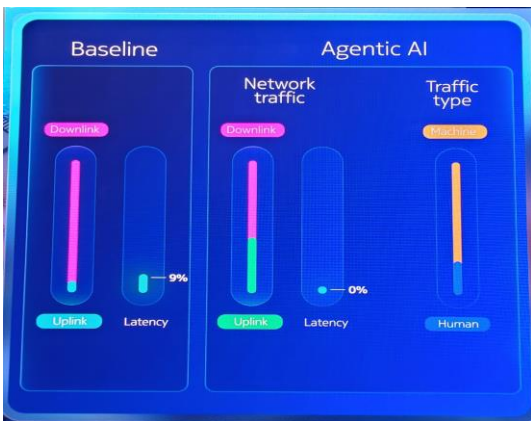 Baseline
Agentic AI
Network
traffic
Traffic
type
Downlink
Downlink
Machine
9%
0%
Uplink
Latency
Uplink
Latency
Human